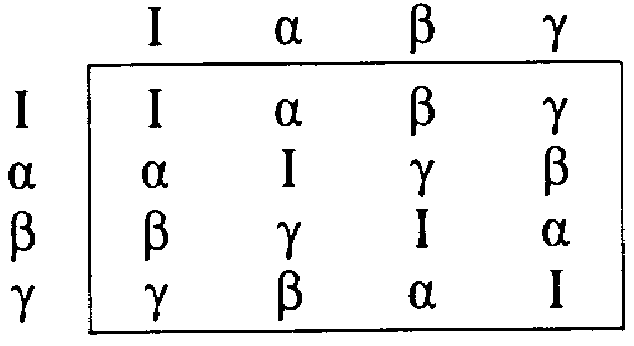 I α β γ
I I α β γ
α α I γ β
β β γ I α
γ γ β α I